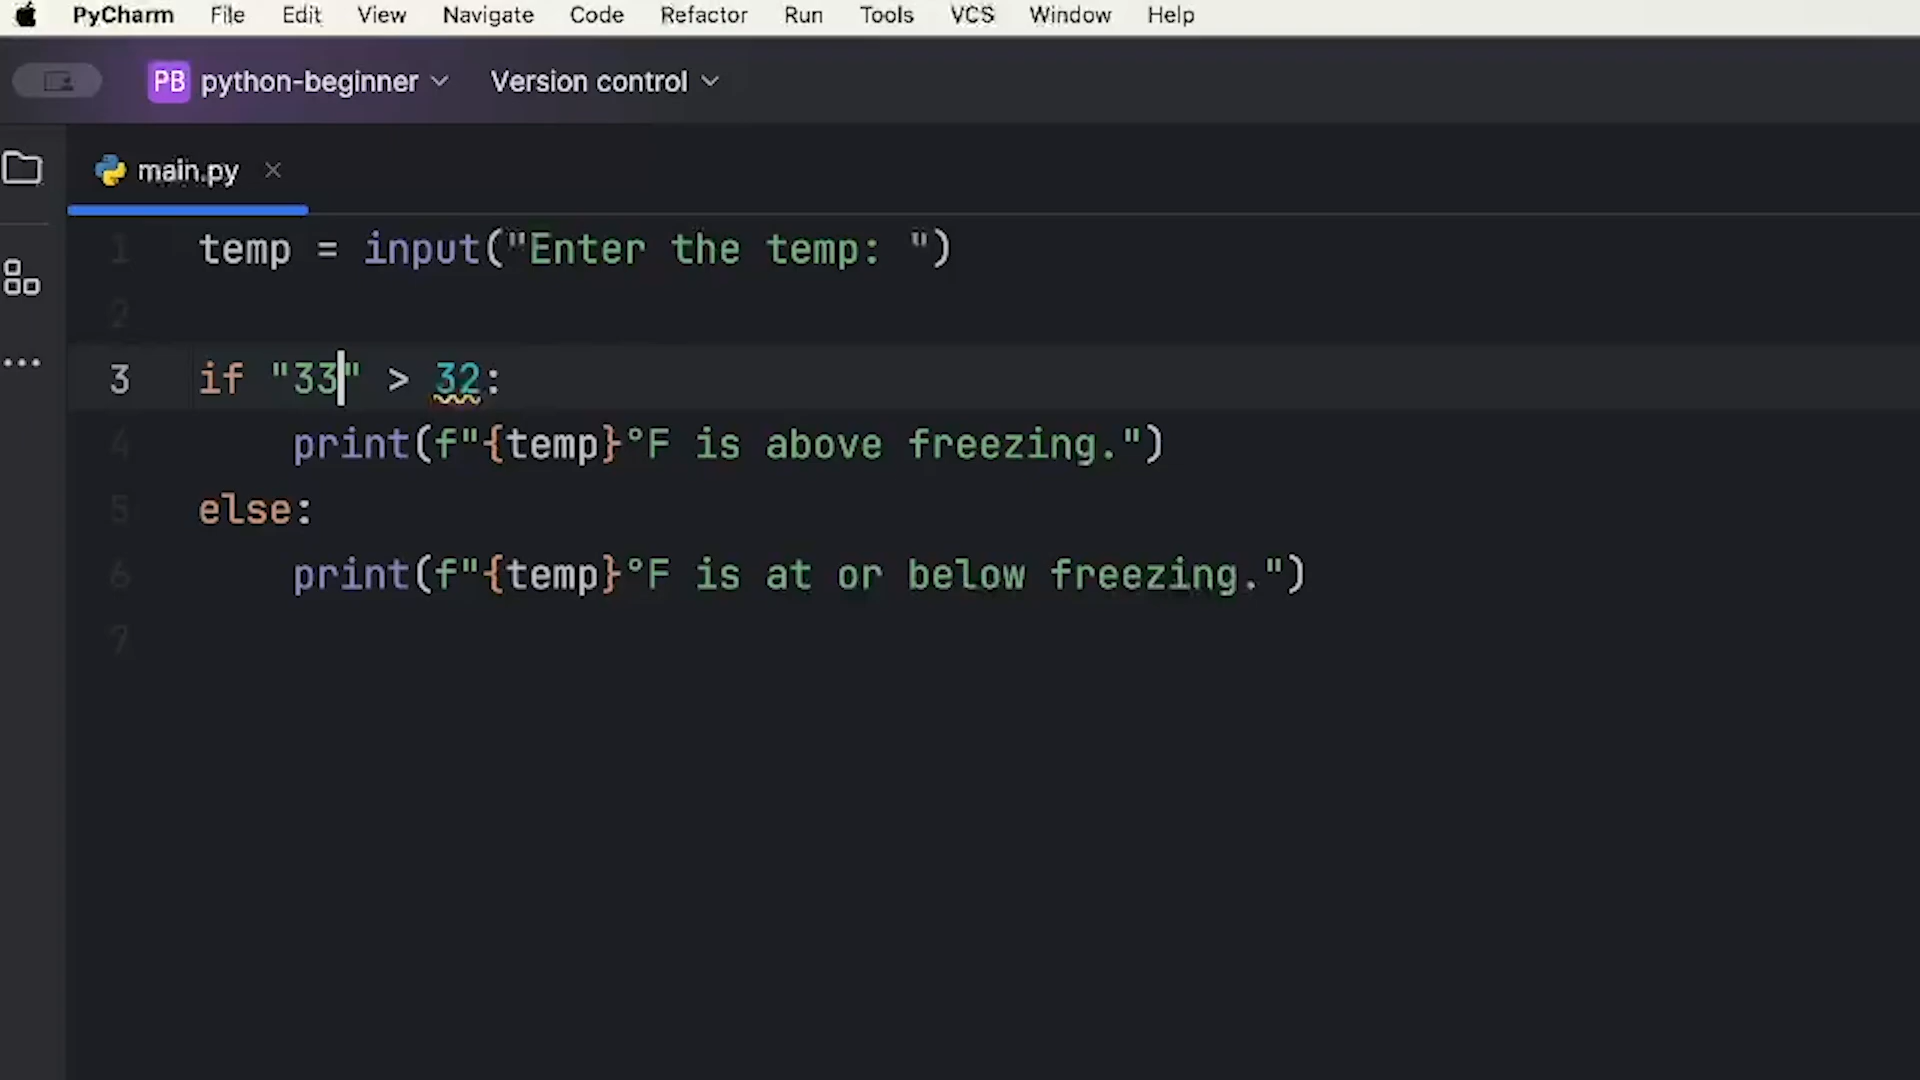 PyCharm File Edit View Navigate Code Refactor Run Tools VCS Window Help
PB python-beginner Version control
main.py
1 temp = input("Enter the temp: ")
2
3 if "33" > 32:
4     print(f"{temp}°F is above freezing.")
5 else:
6     print(f"{temp}°F is at or below freezing.")
7